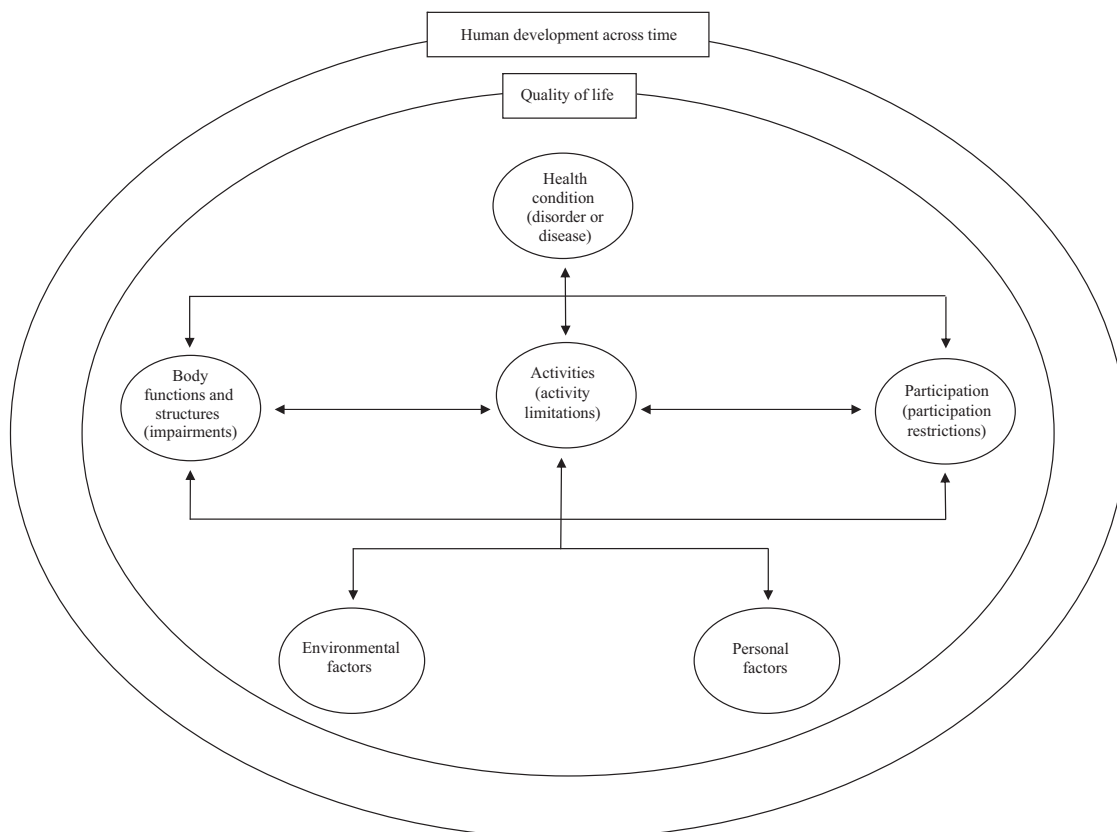 Human development across time
Quality of life
Health
condition
(disorder or
disease)
Body
functions and
structures
(impairments)
Activities
(activity
limitations)
Participation
(participation
restrictions)
Environmental
factors
Personal
factors